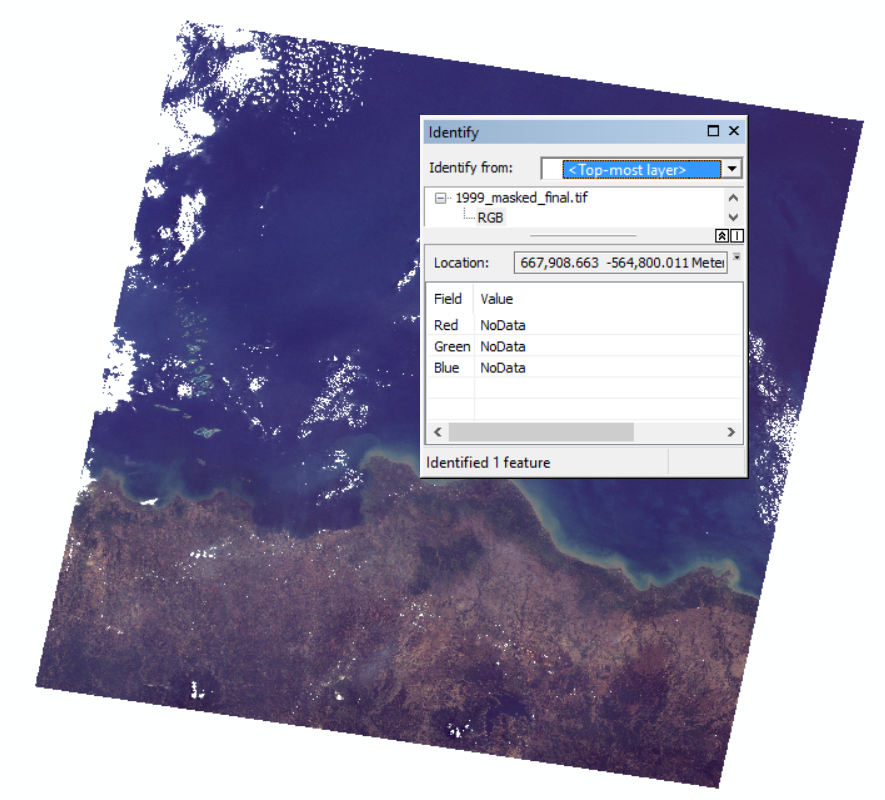 Identify
Identify from: <Top-most layer>
1999_masked_final.tif
RGB
Location: 667,908.663 -564,800.011 Meter
Field Value
Red NoData
Green NoData
Blue NoData
Identified 1 feature